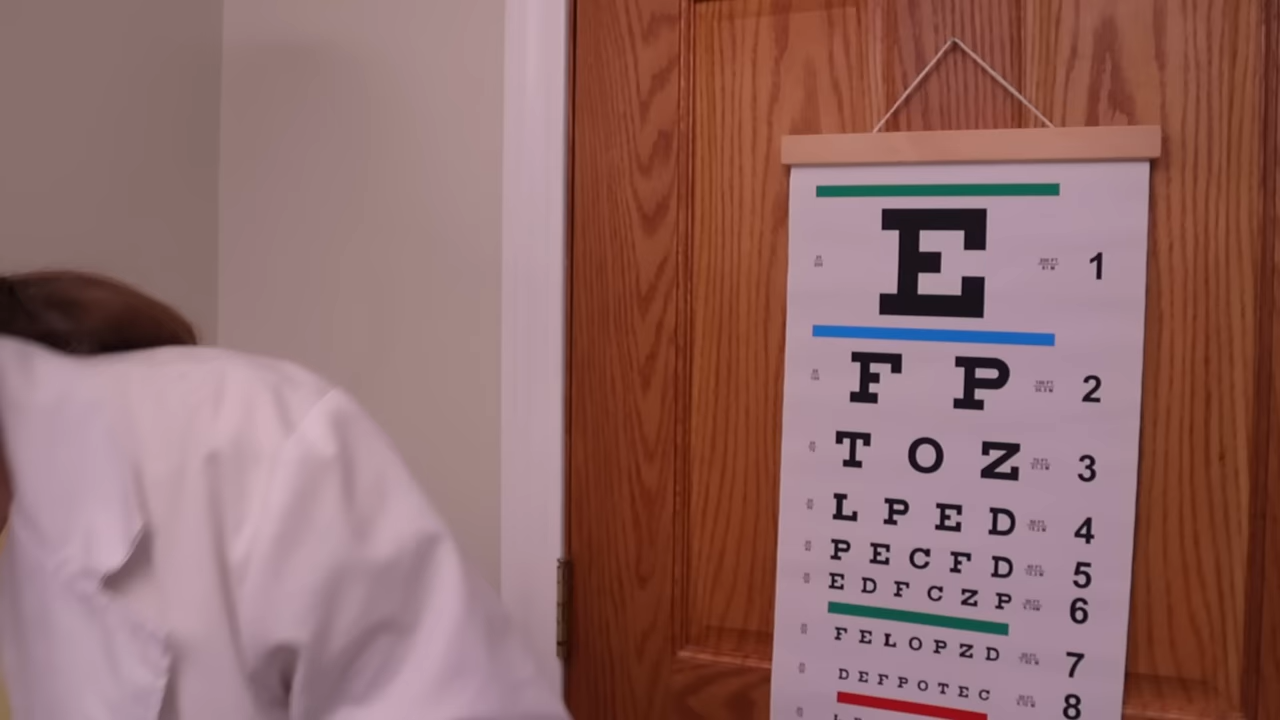 E 1
F P 2
T O Z 3
L P E D 4
P E C F D 5
E D F C Z P 6
F E L O P Z D 7
D E F P O T E C 8